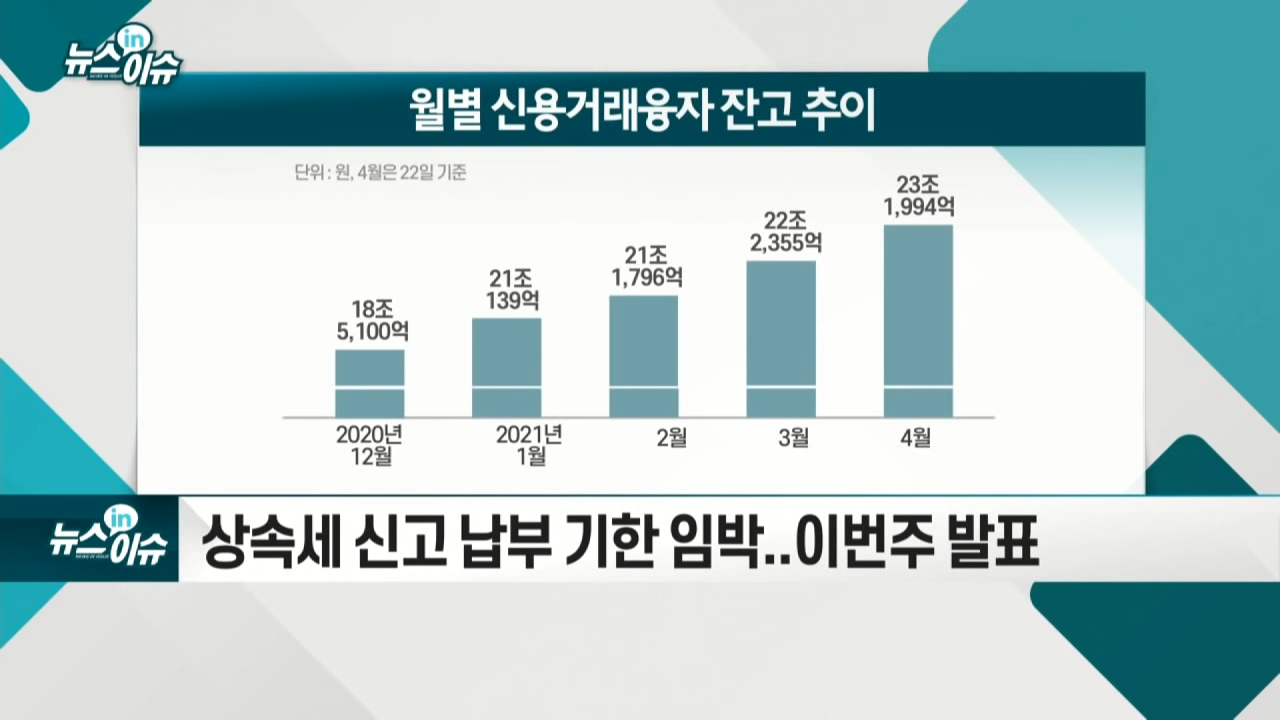 뉴스in이슈
월별 신용거래융자 잔고 추이
단위 : 원, 4월은 22일 기준
18조
5,100억
21조
139억
21조
1,796억
22조
2,355억
23조
1,994억
2020년
12월
2021년
1월
2월
3월
4월
뉴스in이슈
상속세 신고 납부 기한 임박..이번주 발표